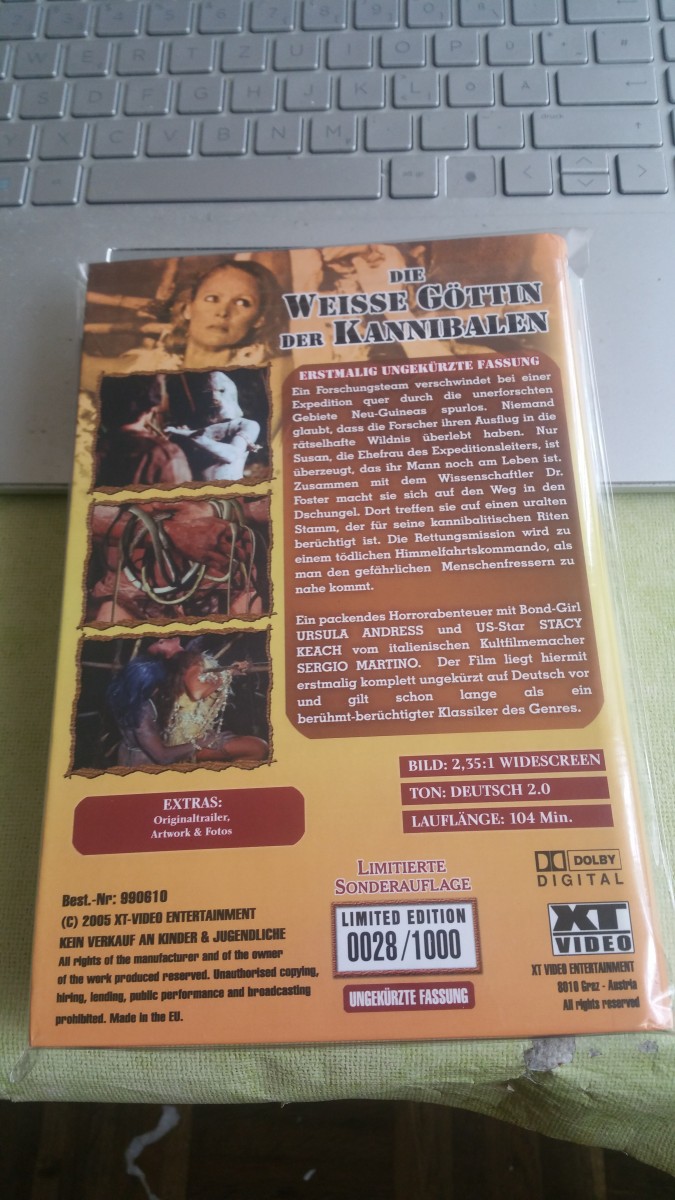 W E R T Z U I O P Ü
S D F G H J K L Ö Ä
Y X C V B N M
DIE
WEISSE GÖTTIN
DER KANNIBALEN
ERSTMALIG UNGEKÜRZTE FASSUNG
Ein Forschungsteam verschwindet bei einer
Expedition quer durch die unerforschten
Gebiete Neu-Guineas spurlos. Niemand
glaubt, dass die Forscher ihren Ausflug in die
rätselhafte Wildnis überlebt haben. Nur
Susan, die Ehefrau des Expeditionsleiters, ist
überzeugt, das ihr Mann noch am Leben ist.
Zusammen mit dem Wissenschaftler Dr.
Foster macht sie sich auf den Weg in den
Dschungel. Dort treffen sie auf einen uralten
Stamm, der für seine kannibalitischen Riten
berüchtigt ist. Die Rettungsmission wird zu
einem tödlichen Himmelfahrtskommando, als
man den gefährlichen Menschenfressern zu
nahe kommt.
Ein packendes Horrorabenteuer mit Bond-Girl
URSULA ANDRESS und US-Star STACY
KEACH vom italienischen Kultfilmemacher
SERGIO MARTINO. Der Film liegt hiermit
erstmalig komplett ungekürzt auf Deutsch vor
und gilt schon lange als ein
berühmt-berüchtigter Klassiker des Genres.
BILD: 2,35:1 WIDESCREEN
TON: DEUTSCH 2.0
LAUFLÄNGE: 104 Min.
EXTRAS:
Originaltrailer,
Artwork & Fotos
LIMITIERTE
SONDERAUFLAGE
LIMITED EDITION
0028/1000
UNGEKÜRZTE FASSUNG
DOLBY
DIGITAL
XT
VIDEO
XT VIDEO ENTERTAINMENT
8010 Graz - Austria
All rights reserved
Best.-Nr: 990610
(C) 2005 XT-VIDEO ENTERTAINMENT
KEIN VERKAUF AN KINDER & JUGENDLICHE
All rights of the manufacturer and of the owner
of the work produced reserved. Unauthorised copying,
hiring, lending, public performance and broadcasting
prohibited. Made in the EU.